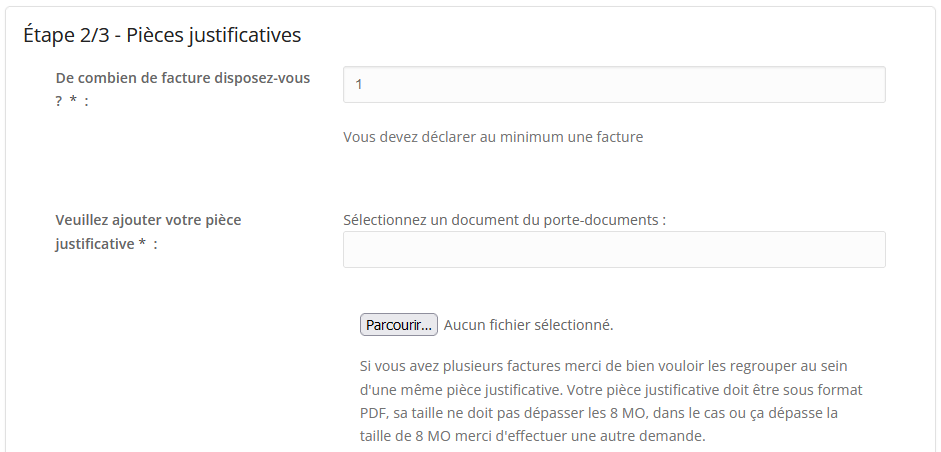 Étape 2/3 - Pièces justificatives
De combien de facture disposez-vous
? * :
1
Vous devez déclarer au minimum une facture
Veuillez ajouter votre pièce
justificative * :
Sélectionnez un document du porte-documents :
Parcourir... Aucun fichier sélectionné.
Si vous avez plusieurs factures merci de bien vouloir les regrouper au sein
d'une même pièce justificative. Votre pièce justificative doit être sous format
PDF, sa taille ne doit pas dépasser les 8 MO, dans le cas ou ça dépasse la
taille de 8 MO merci d'effectuer une autre demande.